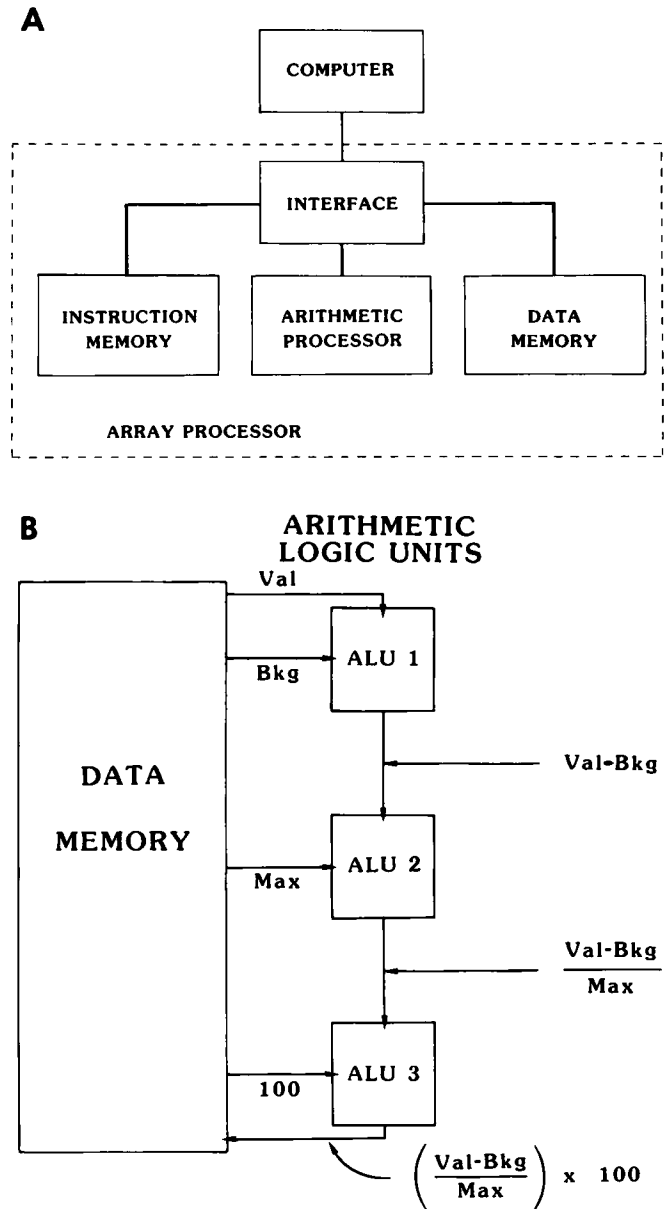 A
COMPUTER
INTERFACE
INSTRUCTION
MEMORY
ARITHMETIC
PROCESSOR
DATA
MEMORY
ARRAY PROCESSOR
B
ARITHMETIC
LOGIC UNITS
Val
ALU 1
Bkg
Val-Bkg
DATA
MEMORY
ALU 2
Max
Val-Bkg
Max
ALU 3
100
(Val-Bkg
Max) x 100